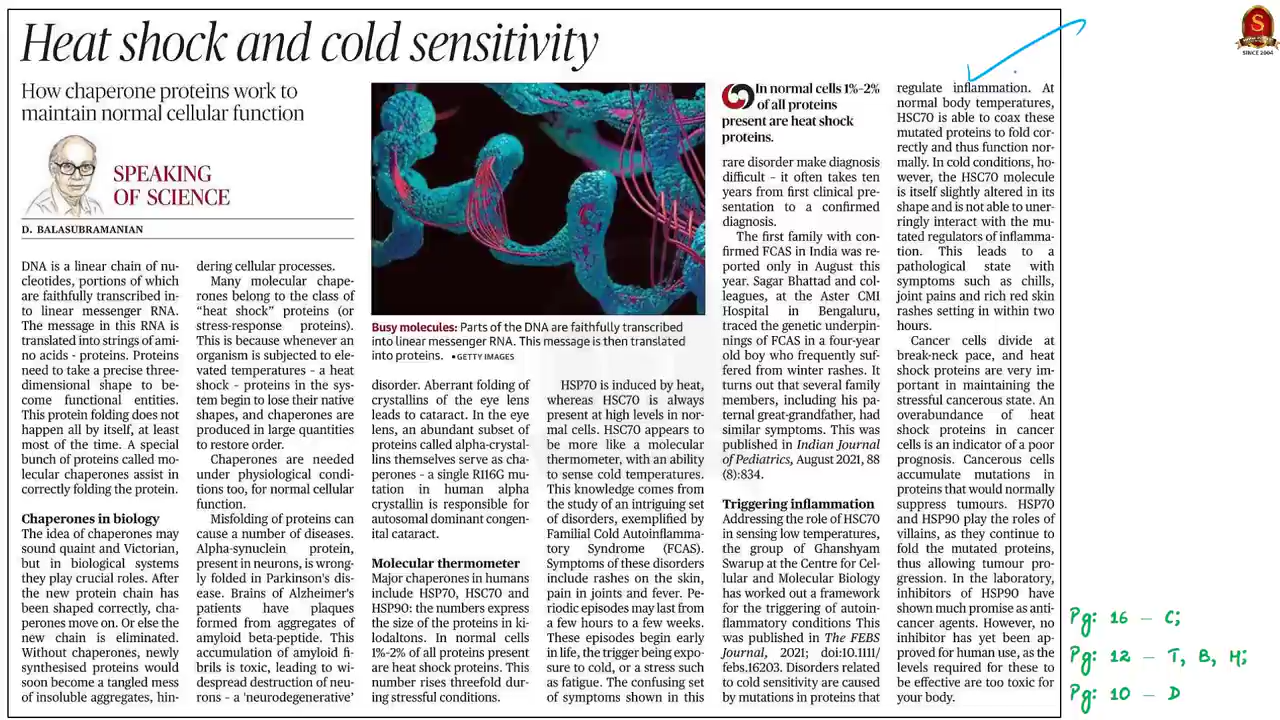 Heat shock and cold sensitivity
How chaperone proteins work to
maintain normal cellular function
SPEAKING
OF SCIENCE
D. BALASUBRAMANIAN
DNA is a linear chain of nu-
cleotides, portions of which
are faithfully transcribed in-
to linear messenger RNA.
The message in this RNA is
translated into strings of ami-
no acids - proteins. Proteins
need to take a precise three-
dimensional shape to be-
come functional entities.
This protein folding does not
happen all by itself, at least
most of the time. A special
bunch of proteins called mo-
lecular chaperones assist in
correctly folding the protein.
Chaperones in biology
The idea of chaperones may
sound quaint and Victorian,
but in biological systems
they play crucial roles. After
the new protein chain has
been shaped correctly, cha-
perones move on. Or else the
new chain is eliminated.
Without chaperones, newly
synthesised proteins would
soon become a tangled mess
of insoluble aggregates, hin-
dering cellular processes.
Many molecular chape-
rones belong to the class of
“heat shock” proteins (or
stress-response proteins).
This is because whenever an
organism is subjected to ele-
vated temperatures - a heat
shock - proteins in the sys-
tem begin to lose their native
shapes, and chaperones are
produced in large quantities
to restore order.
Chaperones are needed
under physiological condi-
tions too, for normal cellular
function.
Misfolding of proteins can
cause a number of diseases.
Alpha-synuclein protein,
present in neurons, is wrong-
ly folded in Parkinson's dis-
ease. Brains of Alzheimer's
patients have plaques
formed from aggregates of
amyloid beta-peptide. This
accumulation of amyloid fi-
brils is toxic, leading to wi-
despread destruction of neu-
rons - a 'neurodegenerative'
Busy molecules: Parts of the DNA are faithfully transcribed
into linear messenger RNA. This message is then translated
into proteins. ▪ GETTY IMAGES
disorder. Aberrant folding of
crystallins of the eye lens
leads to cataract. In the eye
lens, an abundant subset of
proteins called alpha-crystal-
lins themselves serve as cha-
perones - a single R116G mu-
tation in human alpha
crystallin is responsible for
autosomal dominant congen-
ital cataract.
Molecular thermometer
Major chaperones in humans
include HSP70, HSC70 and
HSP90: the numbers express
the size of the proteins in ki-
lodaltons. In normal cells
1%-2% of all proteins present
are heat shock proteins. This
number rises threefold dur-
ing stressful conditions.
HSP70 is induced by heat,
whereas HSC70 is always
present at high levels in nor-
mal cells. HSC70 appears to
be more like a molecular
thermometer, with an ability
to sense cold temperatures.
This knowledge comes from
the study of an intriguing set
of disorders, exemplified by
Familial Cold Autoinflamma-
tory Syndrome (FCAS).
Symptoms of these disorders
include rashes on the skin,
pain in joints and fever. Pe-
riodic episodes may last from
a few hours to a few weeks.
These episodes begin early
in life, the trigger being expo-
sure to cold, or a stress such
as fatigue. The confusing set
of symptoms shown in this
In normal cells 1%-2%
of all proteins
present are heat shock
proteins.
rare disorder make diagnosis
difficult - it often takes ten
years from first clinical pre-
sentation to a confirmed
diagnosis.
The first family with con-
firmed FCAS in India was re-
ported only in August this
year. Sagar Bhattad and col-
leagues, at the Aster CMI
Hospital in Bengaluru,
traced the genetic underpin-
nings of FCAS in a four-year
old boy who frequently suf-
fered from winter rashes. It
turns out that several family
members, including his pa-
ternal great-grandfather, had
similar symptoms. This was
published in Indian Journal
of Pediatrics, August 2021, 88
(8):834.
Triggering inflammation
Addressing the role of HSC70
in sensing low temperatures,
the group of Ghanshyam
Swarup at the Centre for Cel-
lular and Molecular Biology
has worked out a framework
for the triggering of autoin-
flammatory conditions This
was published in The FEBS
Journal, 2021; doi:10.1111/
febs.16203. Disorders related
to cold sensitivity are caused
by mutations in proteins that
regulate inflammation. At
normal body temperatures,
HSC70 is able to coax these
mutated proteins to fold cor-
rectly and thus function nor-
mally. In cold conditions, ho-
wever, the HSC70 molecule
is itself slightly altered in its
shape and is not able to uner-
ringly interact with the mu-
tated regulators of inflamma-
tion. This leads to a
pathological state with
symptoms such as chills,
joint pains and rich red skin
rashes setting in within two
hours.
Cancer cells divide at
break-neck pace, and heat
shock proteins are very im-
portant in maintaining the
stressful cancerous state. An
overabundance of heat
shock proteins in cancer
cells is an indicator of a poor
prognosis. Cancerous cells
accumulate mutations in
proteins that would normally
suppress tumours. HSP70
and HSP90 play the roles of
villains, as they continue to
fold the mutated proteins,
thus allowing tumour pro-
gression. In the laboratory,
inhibitors of HSP90 have
shown much promise as anti-
cancer agents. However, no
inhibitor has yet been ap-
proved for human use, as the
levels required for these to
be effective are too toxic for
your body.
S
SINCE 2004
Pg: 16 - C;
Pg: 12 - T, B, H;
Pg: 10 - D